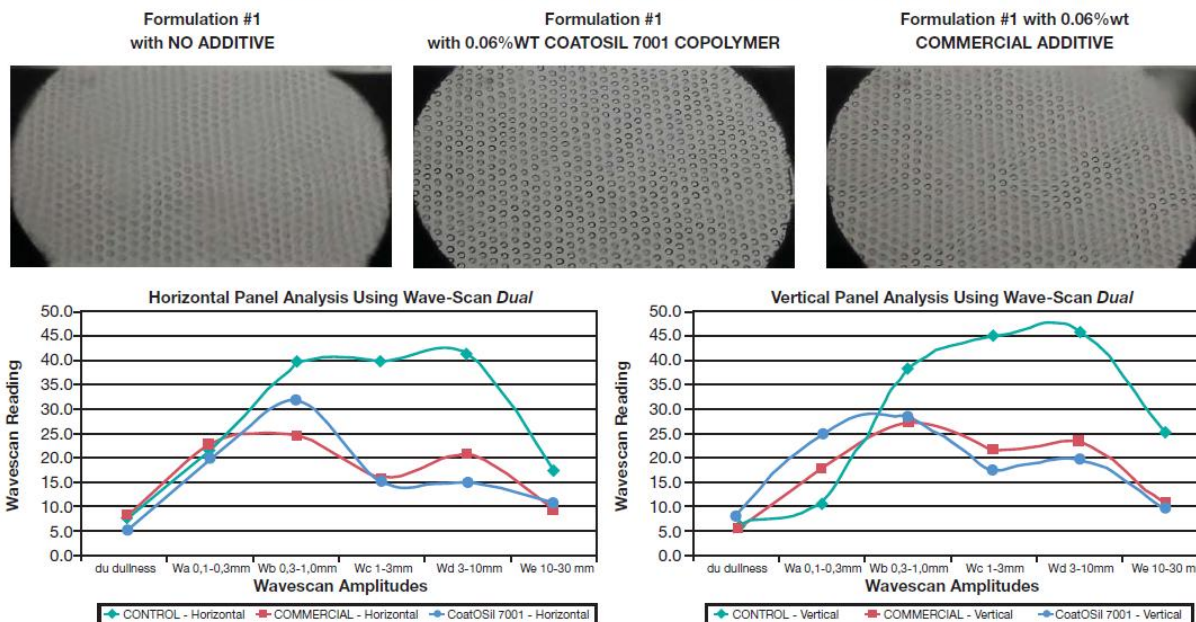 Formulation #1
with NO ADDITIVE
Formulation #1
with 0.06%WT COATOSIL 7001 COPOLYMER
Formulation #1 with 0.06%wt
COMMERCIAL ADDITIVE
Horizontal Panel Analysis Using Wave-Scan Dual
Wavescan Reading
50.0
45.0
40.0
35.0
30.0
25.0
20.0
15.0
10.0
5.0
0.0
du dullness Wa 0,1-0,3mm Wb 0,3-1,0mm Wc 1-3mm Wd 3-10mm We 10-30 mm
Wavescan Amplitudes
CONTROL - Horizontal COMMERCIAL - Horizontal CoatOSil 7001 - Horizontal
Vertical Panel Analysis Using Wave-Scan Dual
Wavescan Reading
50.0
45.0
40.0
35.0
30.0
25.0
20.0
15.0
10.0
5.0
0.0
du dullness Wa 0,1-0,3mm Wb 0,3-1,0mm Wc 1-3mm Wd 3-10mm We 10-30 mm
Wavescan Amplitudes
CONTROL - Vertical COMMERCIAL - Vertical CoatOSil 7001 - Vertical